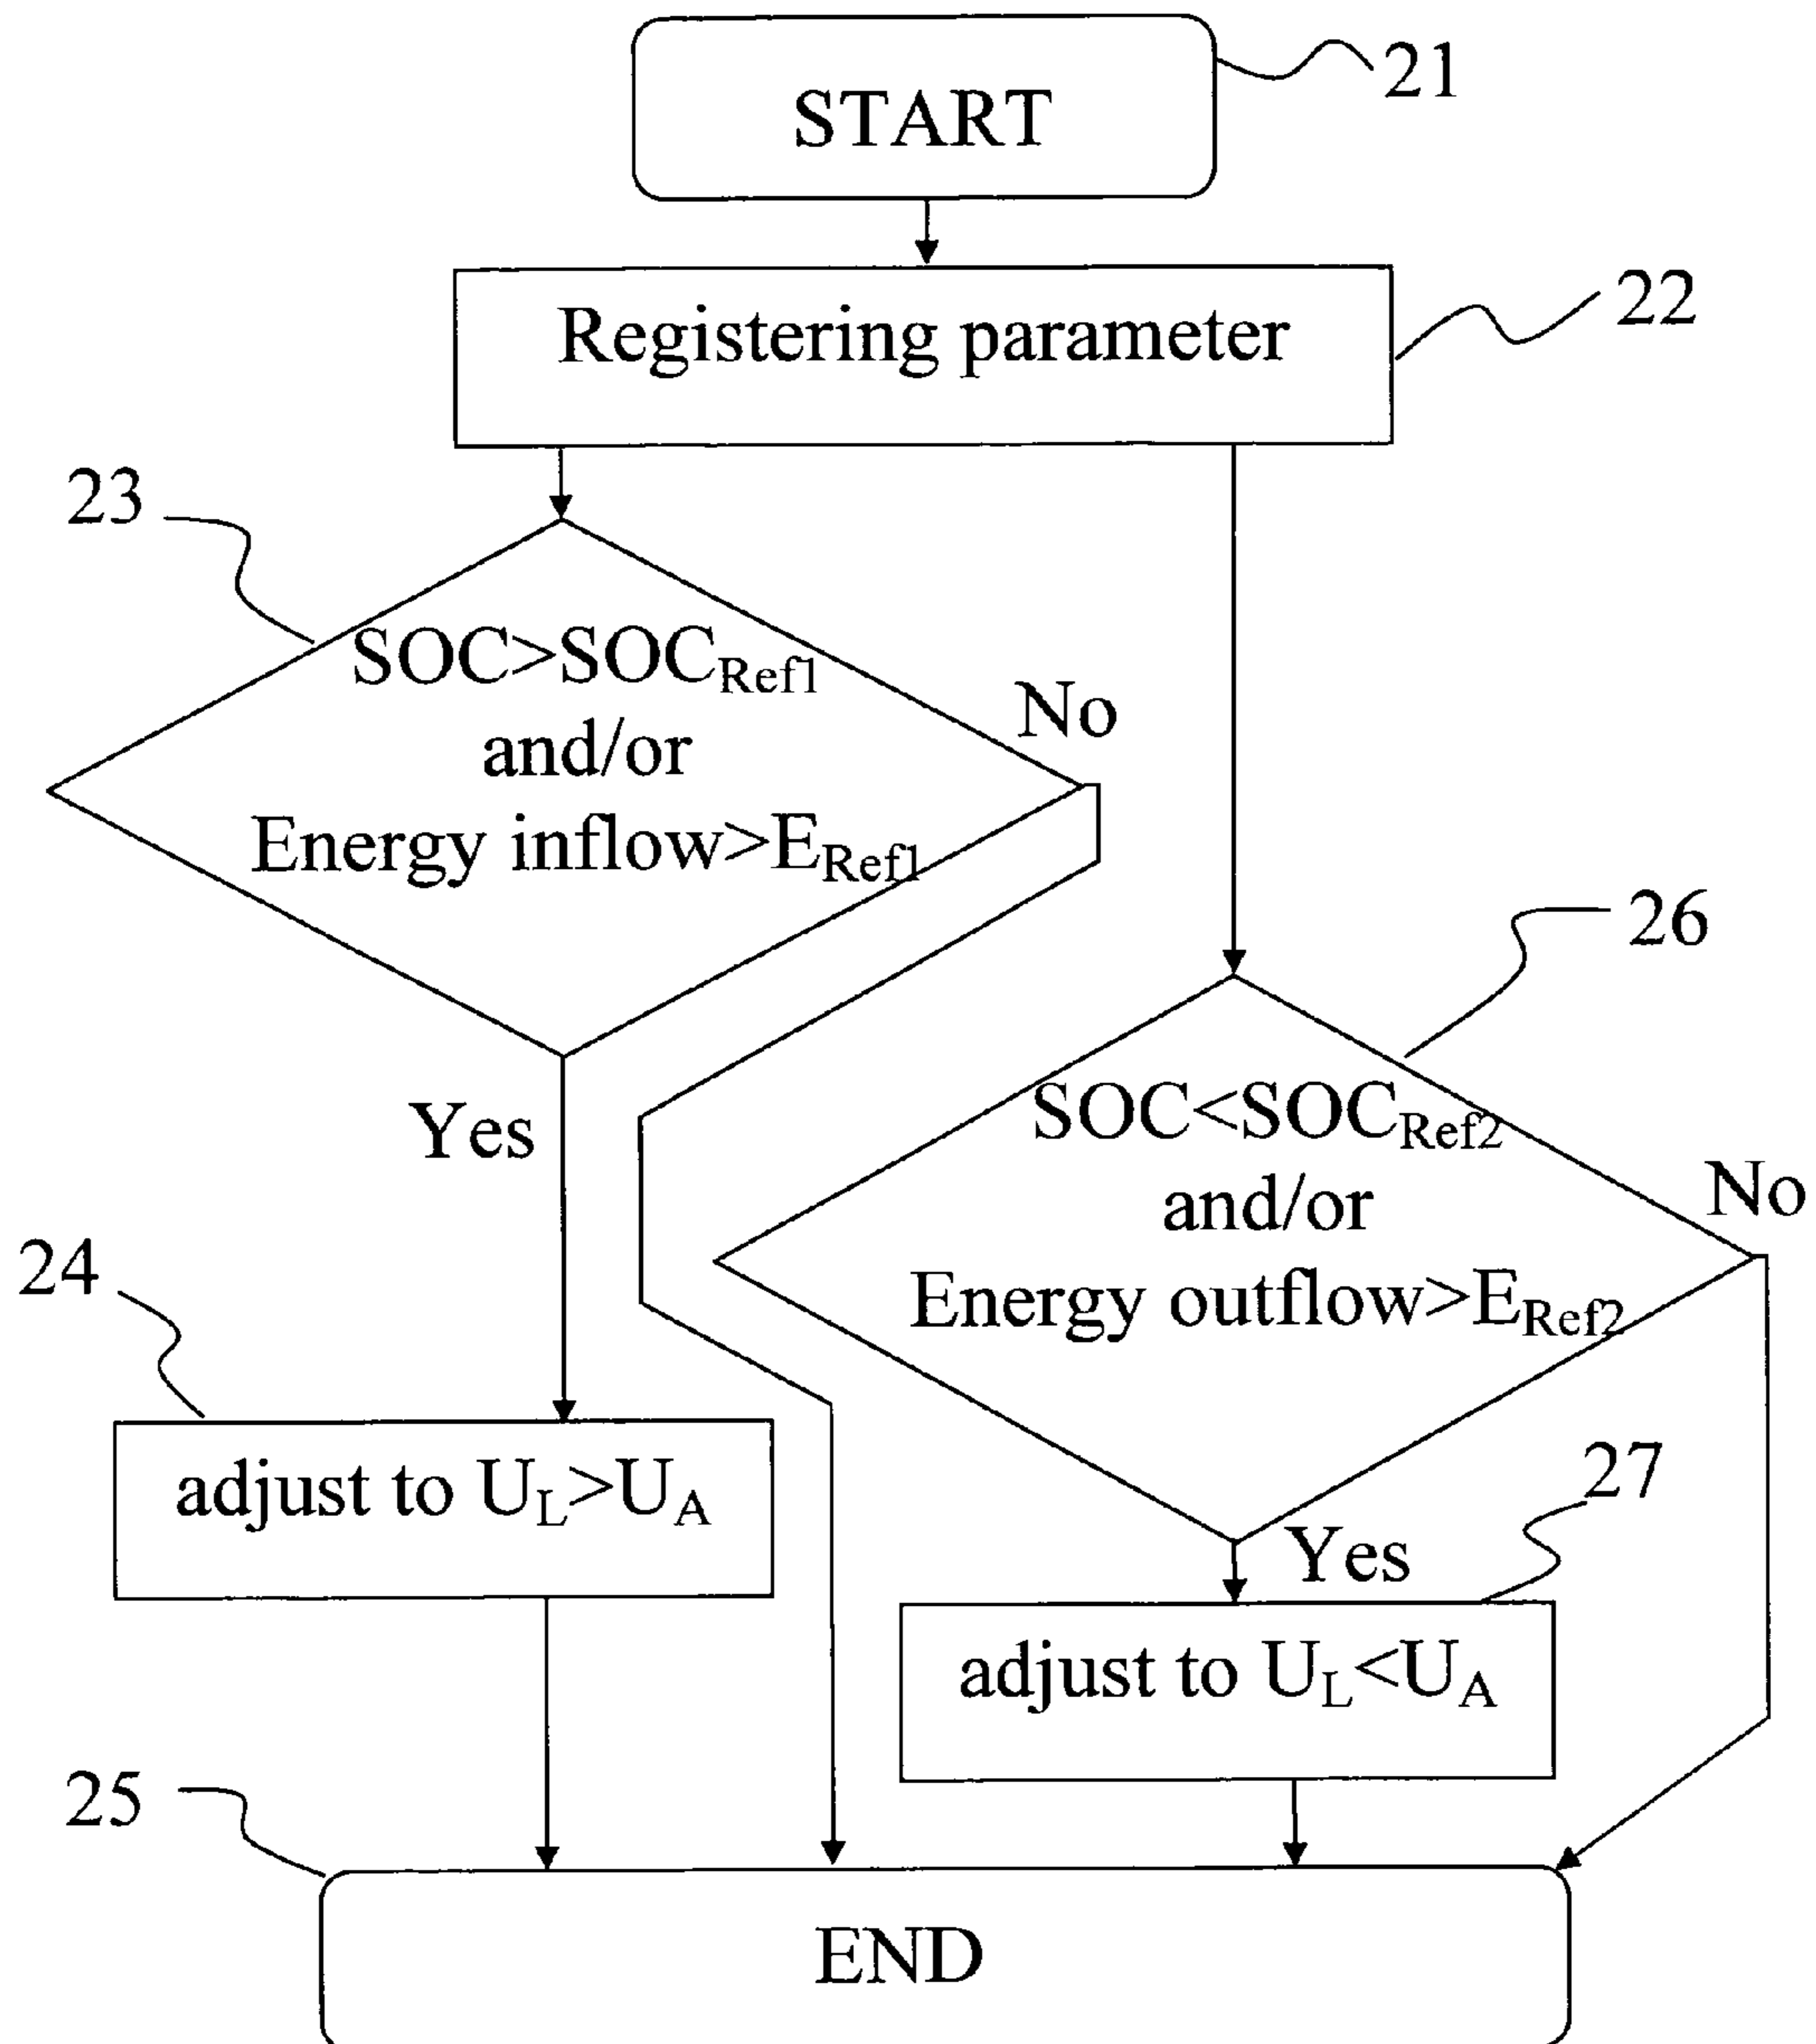 START
21
Registering parameter
22
23
SOC>SOCRef1
and/or
Energy inflow>ERef1
No
Yes
26
SOC<SOCRef2
and/or
Energy outflow>ERef2
No
Yes
24
adjust to UL>UA
27
adjust to UL<UA
25
END